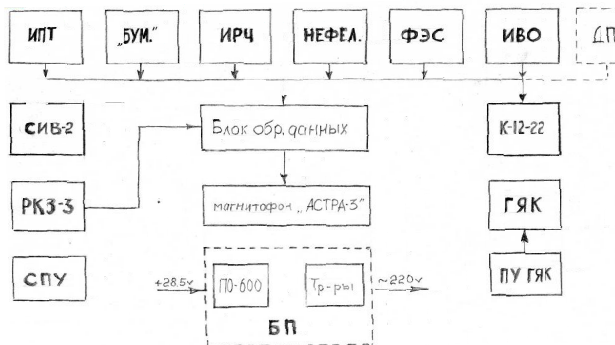 ИПТ
„БУМ."
ИРЧ
НЕФЕЛ.
ФЭС
ИВО
ДП
СИВ-2
Блок обр. данных
К-12-22
РКЗ-3
магнитофон „АСТРА-3"
ГЯК
СПУ
+28.5v
ПО-600
Тр-ры
~220v
ПУ ГЯК
БП